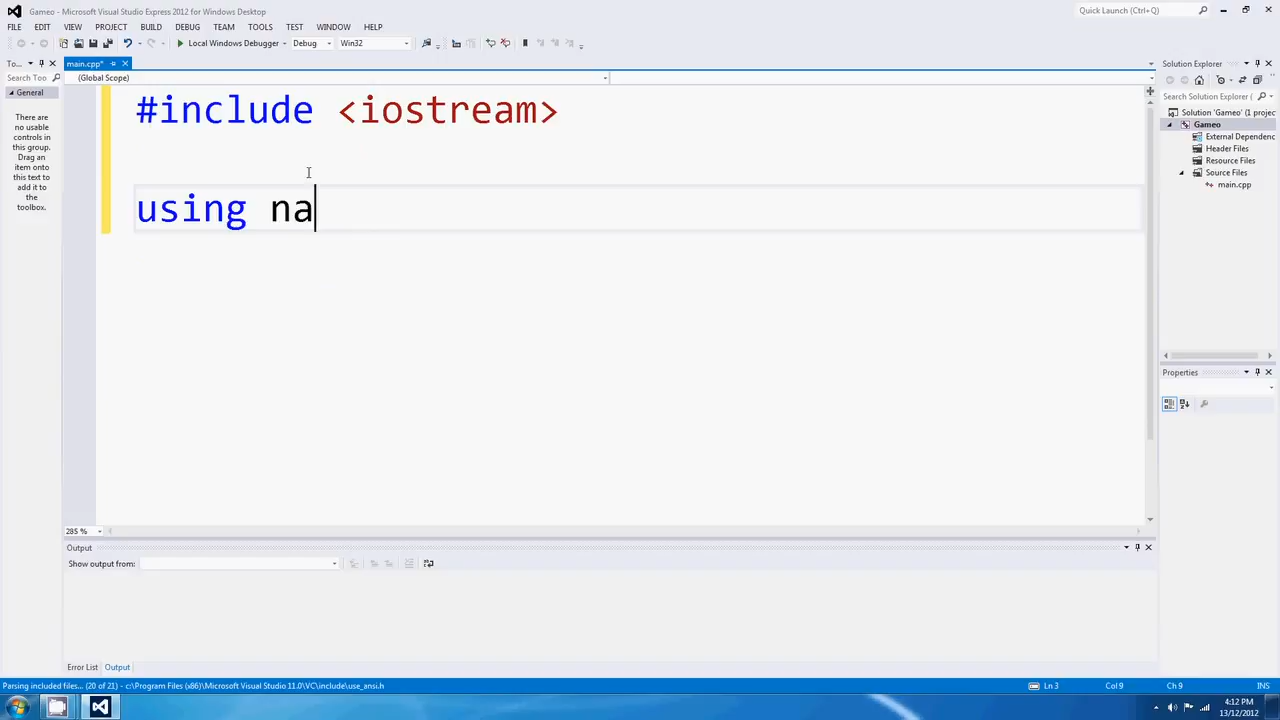 Gameo - Microsoft Visual Studio Express 2012 for Windows Desktop
Quick Launch (Ctrl+Q)
FILE EDIT VIEW PROJECT BUILD DEBUG TEAM TOOLS TEST WINDOW HELP
Local Windows Debugger Debug Win32
To...
main.cpp*
Solution Explorer
Search Too
(Global Scope)
General
There are
no usable
controls in
this group.
Drag an
item onto
this text to
add it to
the
toolbox.
#include <iostream>
using na
Search Solution Explorer (
Solution 'Gameo' (1 projec
Gameo
External Dependenc
Header Files
Resource Files
Source Files
main.cpp
Properties
285 %
Output
Show output from:
Error List Output
Parsing included files... (20 of 21) - c:\Program Files (x86)\Microsoft Visual Studio 11.0\VC\include\use_ansi.h
Ln 3 Col 9 Ch 9 INS
4:12 PM
13/12/2012